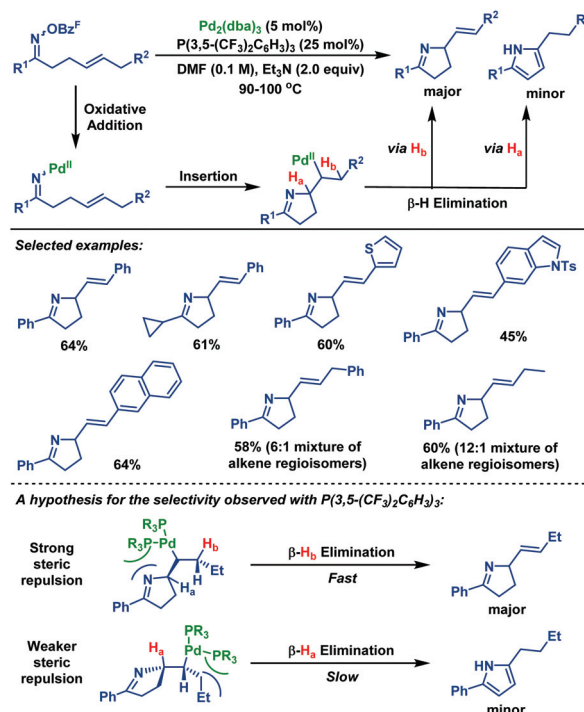 N OBzF
R1
R2
Pd2(dba)3 (5 mol%)
P(3,5-(CF3)2C6H3)3 (25 mol%)
DMF (0.1 M), Et3N (2.0 equiv)
90-100 oC
R2
N
R1
major
R2
HN
R1
minor
Oxidative
Addition
via Hb
via Ha
PdII
N
R1
R2
Insertion
PdII
Hb
R2
Ha
N
R1
β-H Elimination
Selected examples:
Ph
N
Ph
64%
Ph
N
61%
S
N
Ph
60%
NTs
N
Ph
45%
N
Ph
64%
Ph
N
Ph
58% (6:1 mixture of
alkene regioisomers)
N
Ph
60% (12:1 mixture of
alkene regioisomers)
A hypothesis for the selectivity observed with P(3,5-(CF3)2C6H3)3:
Strong
steric
repulsion
R3P
R3P-Pd
Hb
Et
H
N
Ha
Ph
β-Hb Elimination
Fast
Et
N
Ph
major
Weaker
steric
repulsion
PR3
Ha
Pd
PR3
N
H
Et
Ph
β-Ha Elimination
Slow
Et
HN
Ph
minor